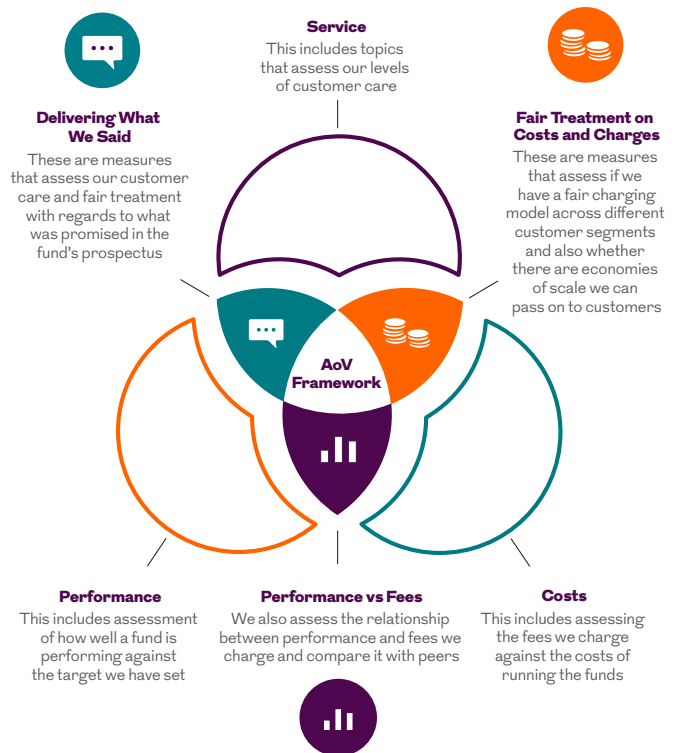 Service
This includes topics
that assess our levels
of customer care
Delivering What
We Said
These are measures
that assess our customer
care and fair treatment
with regards to what
was promised in the
fund's prospectus
Fair Treatment on
Costs and Charges
These are measures
that assess if we
have a fair charging
model across different
customer segments
and also whether
there are economies
of scale we can
pass on to customers
AoV
Framework
Performance
This includes assessment
of how well a fund is
performing against
the target we have set
Performance vs Fees
We also assess the relationship
between performance and fees we
charge and compare it with peers
Costs
This includes assessing
the fees we charge
against the costs of
running the funds